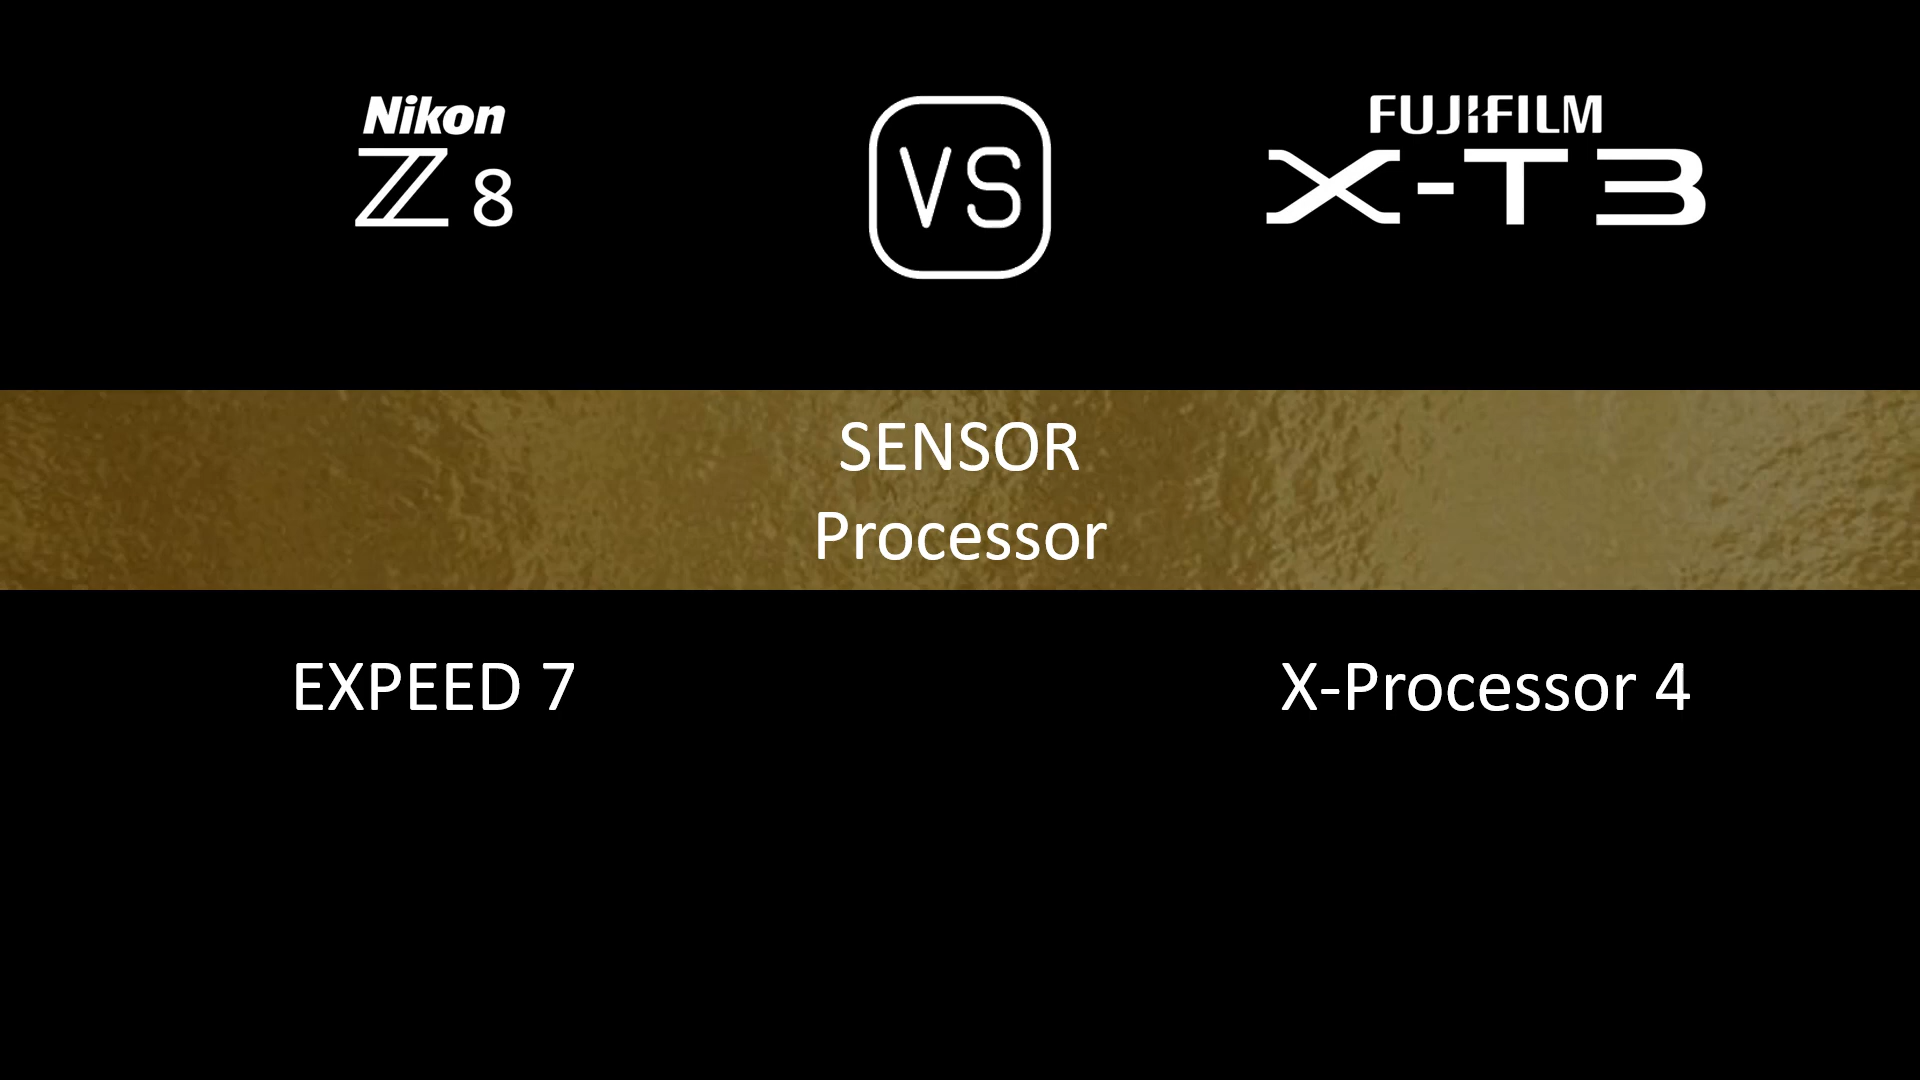 Nikon
Z 8
VS
FUJIFILM
X-T3
SENSOR
Processor
EXPEED 7
X-Processor 4